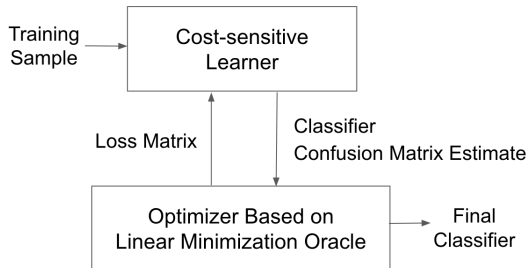 Training
Sample
Cost-sensitive
Learner
Loss Matrix
Classifier
Confusion Matrix Estimate
Optimizer Based on
Linear Minimization Oracle
Final
Classifier